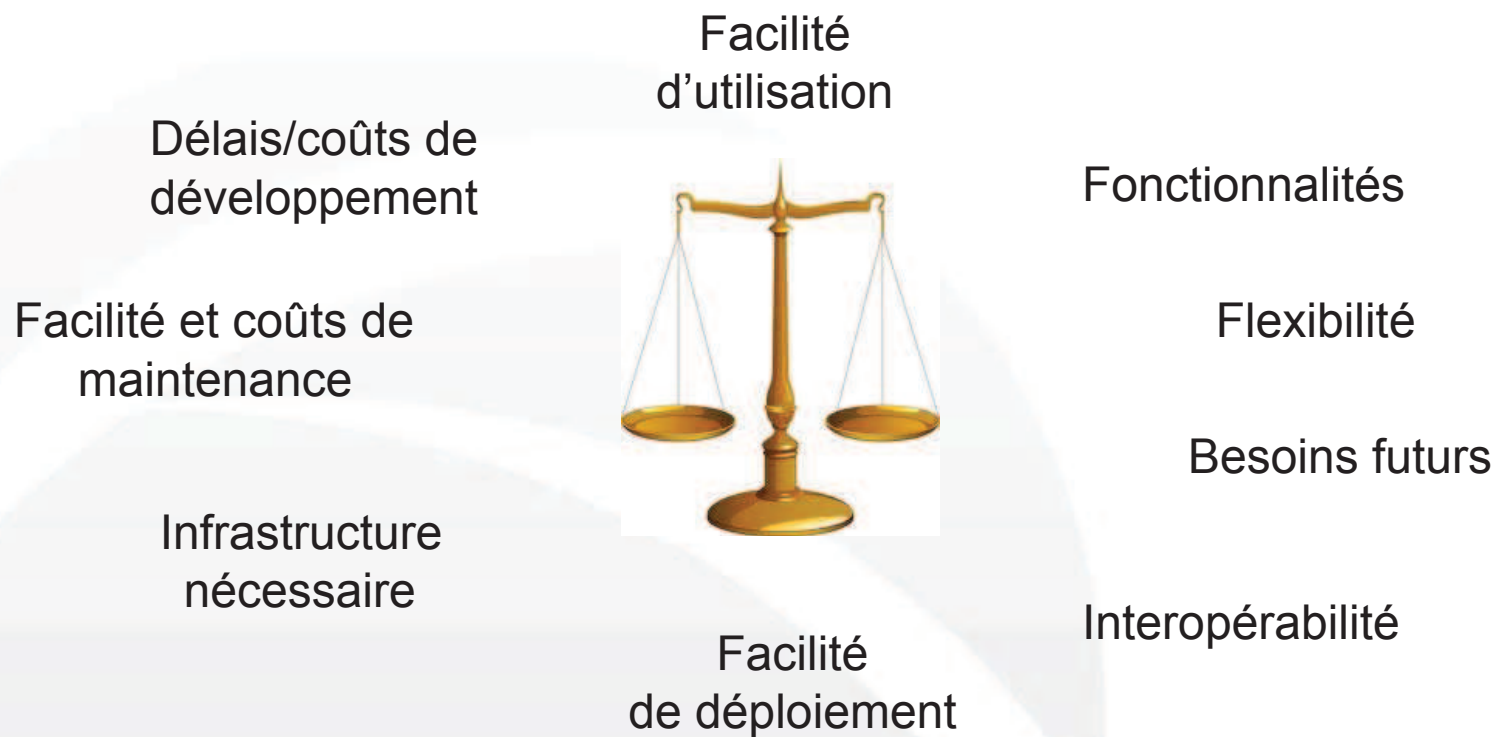 Facilité
d’utilisation
Délais/coûts de
développement
Fonctionnalités
Facilité et coûts de
maintenance
Flexibilité
Besoins futurs
Infrastructure
nécessaire
Interopérabilité
Facilité
de déploiement